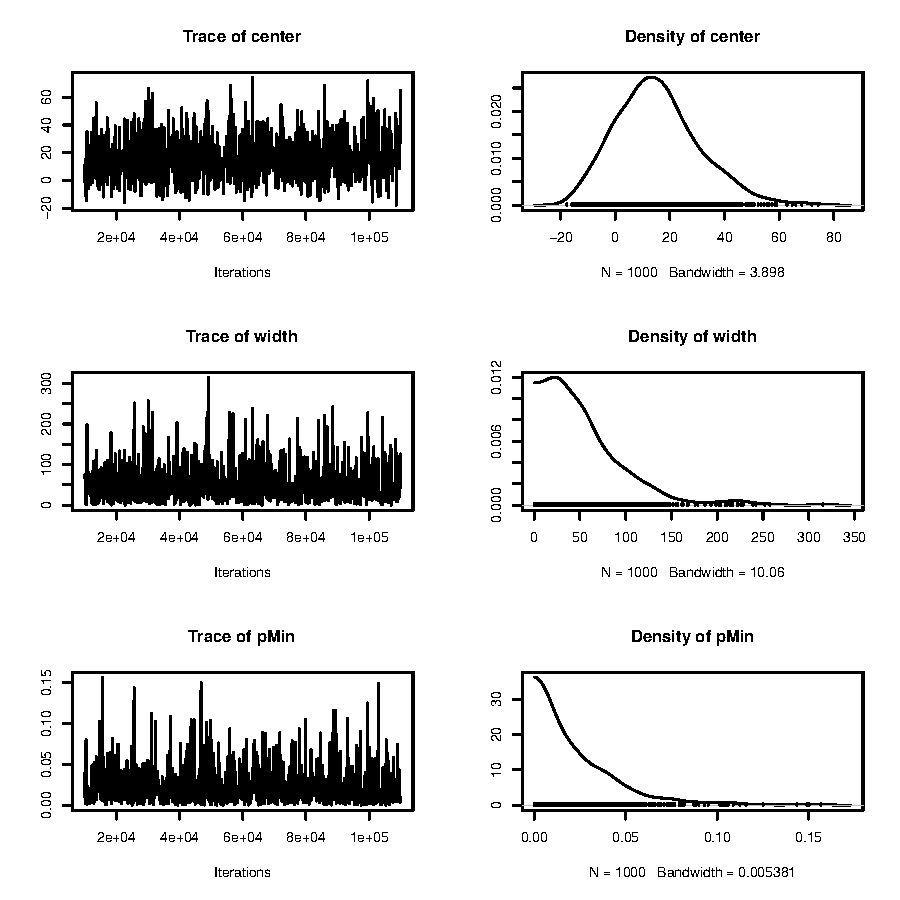 Trace of center
60
40
20
0
−20
2e+04 4e+04 6e+04 8e+04 1e+05
Iterations
Density of center
0.020
0.010
0.000
−20 0 20 40 60 80
N = 1000 Bandwidth = 3.898
Trace of width
300
200
100
0
2e+04 4e+04 6e+04 8e+04 1e+05
Iterations
Density of width
0.012
0.006
0.000
0 50 100 150 200 250 300 350
N = 1000 Bandwidth = 10.06
Trace of pMin
0.15
0.10
0.05
0.00
2e+04 4e+04 6e+04 8e+04 1e+05
Iterations
Density of pMin
30
10
0
0.00 0.05 0.10 0.15
N = 1000 Bandwidth = 0.005381